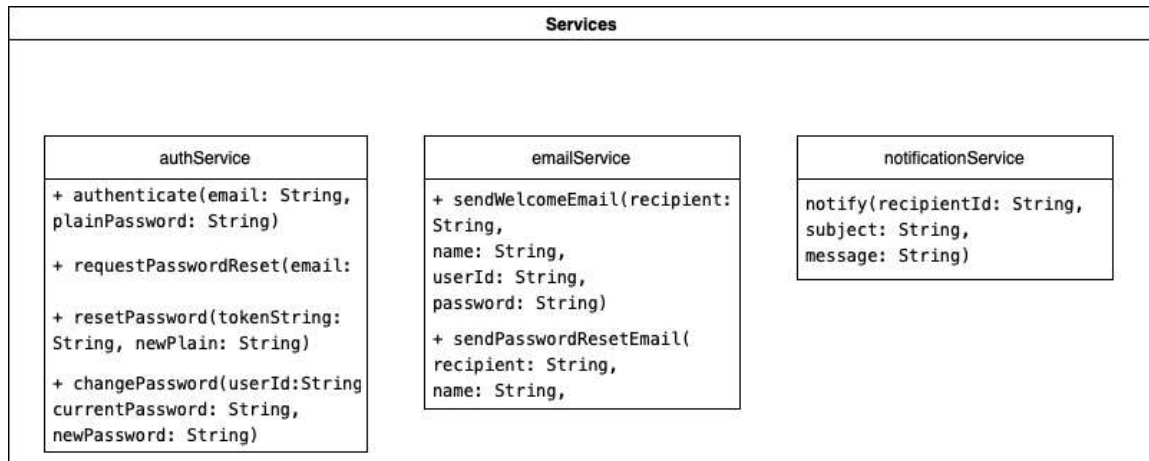 Services
authService
+ authenticate(email: String,
plainPassword: String)
+ requestPasswordReset(email:
+ resetPassword(tokenString:
String, newPlain: String)
+ changePassword(userId:String
currentPassword: String,
newPassword: String)
emailService
+ sendWelcomeEmail(recipient:
String,
name: String,
userId: String,
password: String)
+ sendPasswordResetEmail(
recipient: String,
name: String,
notificationService
notify(recipientId: String,
subject: String,
message: String)